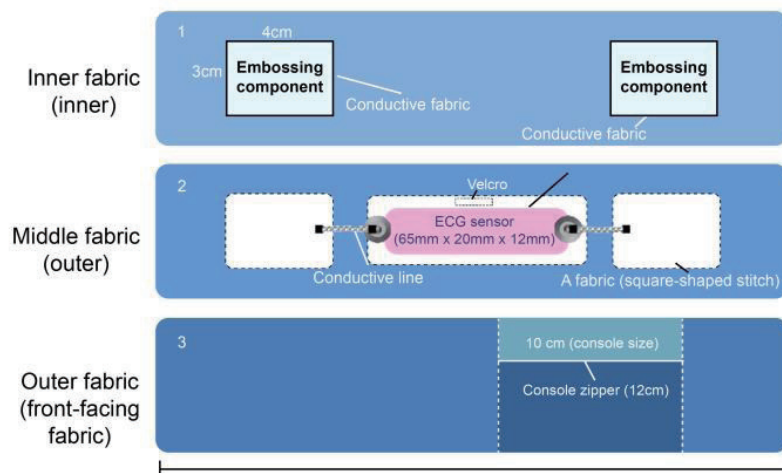 1
4cm
3cm
Embossing
component
Embossing
component
Inner fabric
(inner)
Conductive fabric
Conductive fabric
2
Velcro
ECG sensor
(65mm x 20mm x 12mm)
Middle fabric
(outer)
Conductive line
A fabric (square-shaped stitch)
3
10 cm (console size)
Console zipper (12cm)
Outer fabric
(front-facing
fabric)